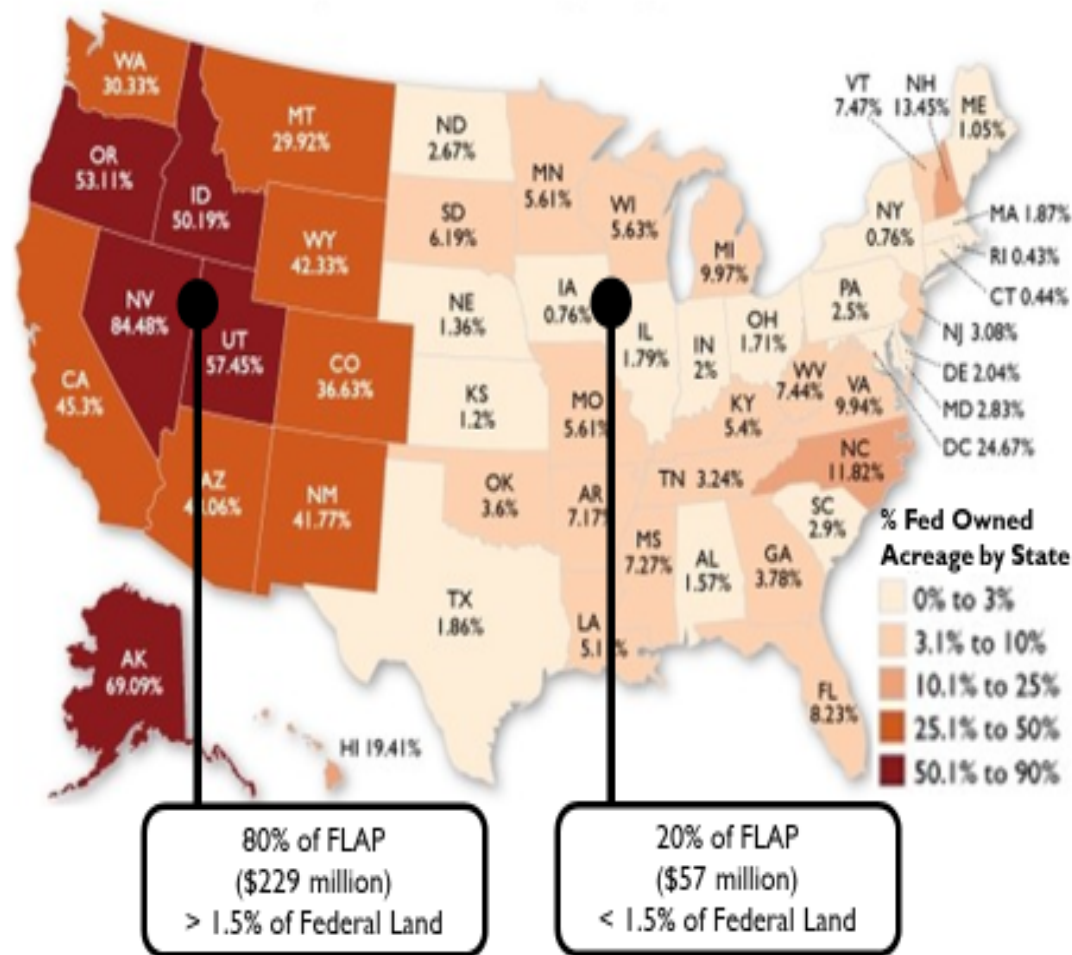 WA
30.33%
MT
29.92%
ND
2.67%
MN
5.61%
VT
7.47%
NH
13.45%
ME
1.05%
OR
53.11%
ID
50.19%
WY
42.33%
SD
6.19%
WI
5.63%
MI
9.97%
NY
0.76%
MA 1.87%
RI 0.43%
CT 0.44%
NJ 3.08%
DE 2.04%
MD 2.83%
DC 24.67%
NV
84.48%
UT
57.45%
CA
45.3%
CO
36.63%
NE
1.36%
IA
0.76%
IL
1.79%
IN
2%
OH
1.71%
PA
2.5%
KS
1.2%
MO
5.61%
KY
5.4%
WV
7.44%
VA
9.94%
AZ
NM
41.77%
OK
3.6%
AR
7.17%
TN 3.24%
NC
11.82%
SC
2.9%
TX
1.86%
LA
MS
7.27%
AL
1.57%
GA
3.78%
FL
8.23%
AK
69.09%
HI 19.41%
% Fed Owned
Acreage by State
0% to 3%
3.1% to 10%
10.1% to 25%
25.1% to 50%
50.1% to 90%
80% of FLAP
($229 million)
> 1.5% of Federal Land
20% of FLAP
($57 million)
< 1.5% of Federal Land